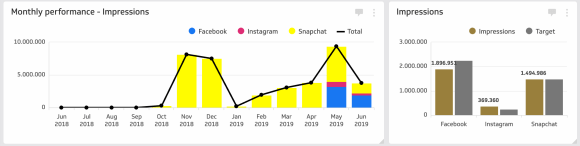 Monthly performance - Impressions
Facebook Instagram Snapchat Total
10.000.000
5.000.000
0
Jun 2018 Jul 2018 Aug 2018 Sep 2018 Oct 2018 Nov 2018 Dec 2018 Jan 2019 Feb 2019 Mar 2019 Apr 2019 May 2019 Jun 2019
Impressions
Impressions Target
3.000.000
2.000.000
1.000.000
0
1.896.951
369.360
1.494.986
Facebook Instagram Snapchat